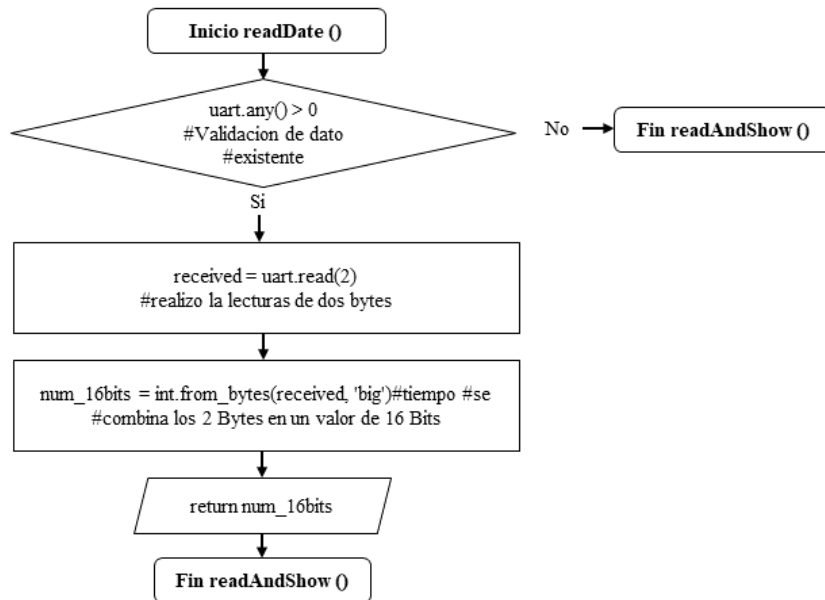 Inicio readDate ()
uart.any() > 0
#Validacion de dato
#existente
No
Fin readAndShow ()
Si
received = uart.read(2)
#realizo la lecturas de dos bytes
num_16bits = int.from_bytes(received, 'big')#tiempo #se
#combina los 2 Bytes en un valor de 16 Bits
return num_16bits
Fin readAndShow ()